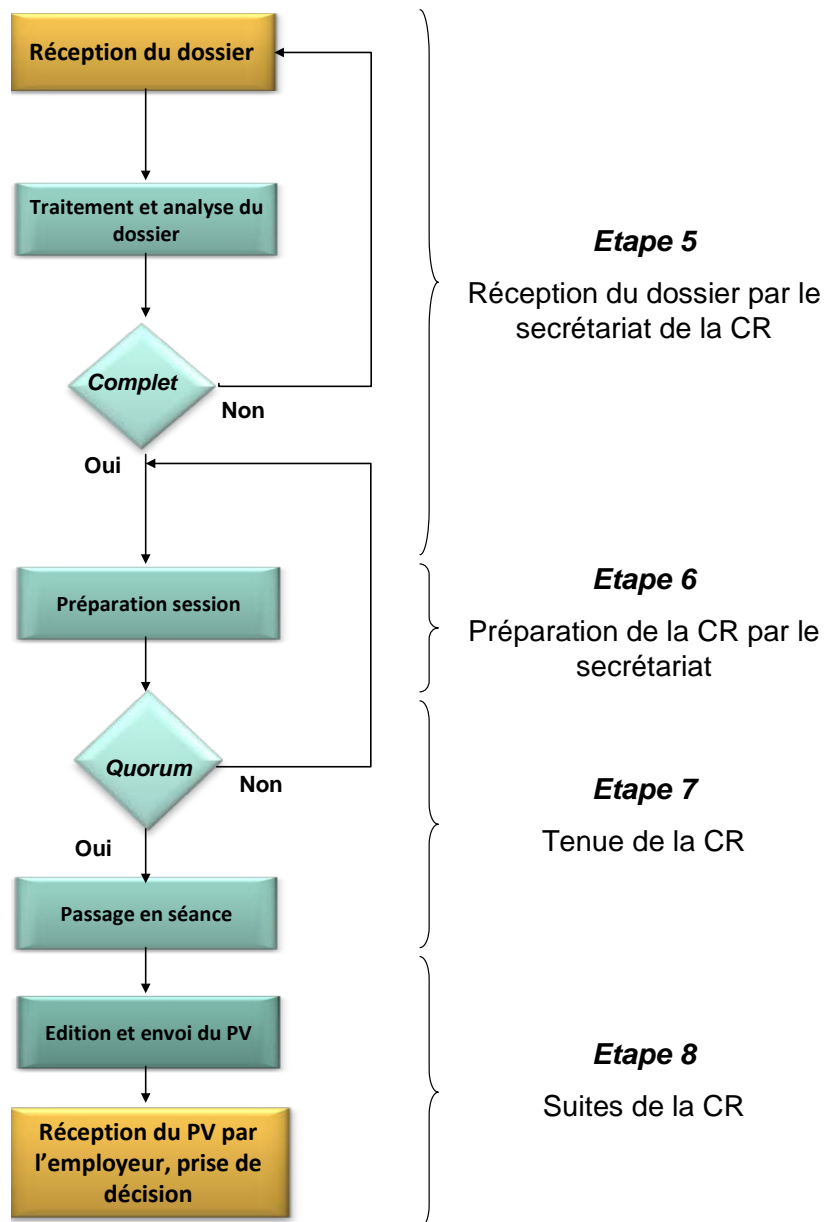 Réception du dossier
Traitement et analyse du
dossier
Complet
Non
Oui
Préparation session
Quorum
Non
Oui
Passage en séance
Edition et envoi du PV
Réception du PV par
l’employeur, prise de
décision
Etape 5
Réception du dossier par le
secrétariat de la CR
Etape 6
Préparation de la CR par le
secrétariat
Etape 7
Tenue de la CR
Etape 8
Suites de la CR